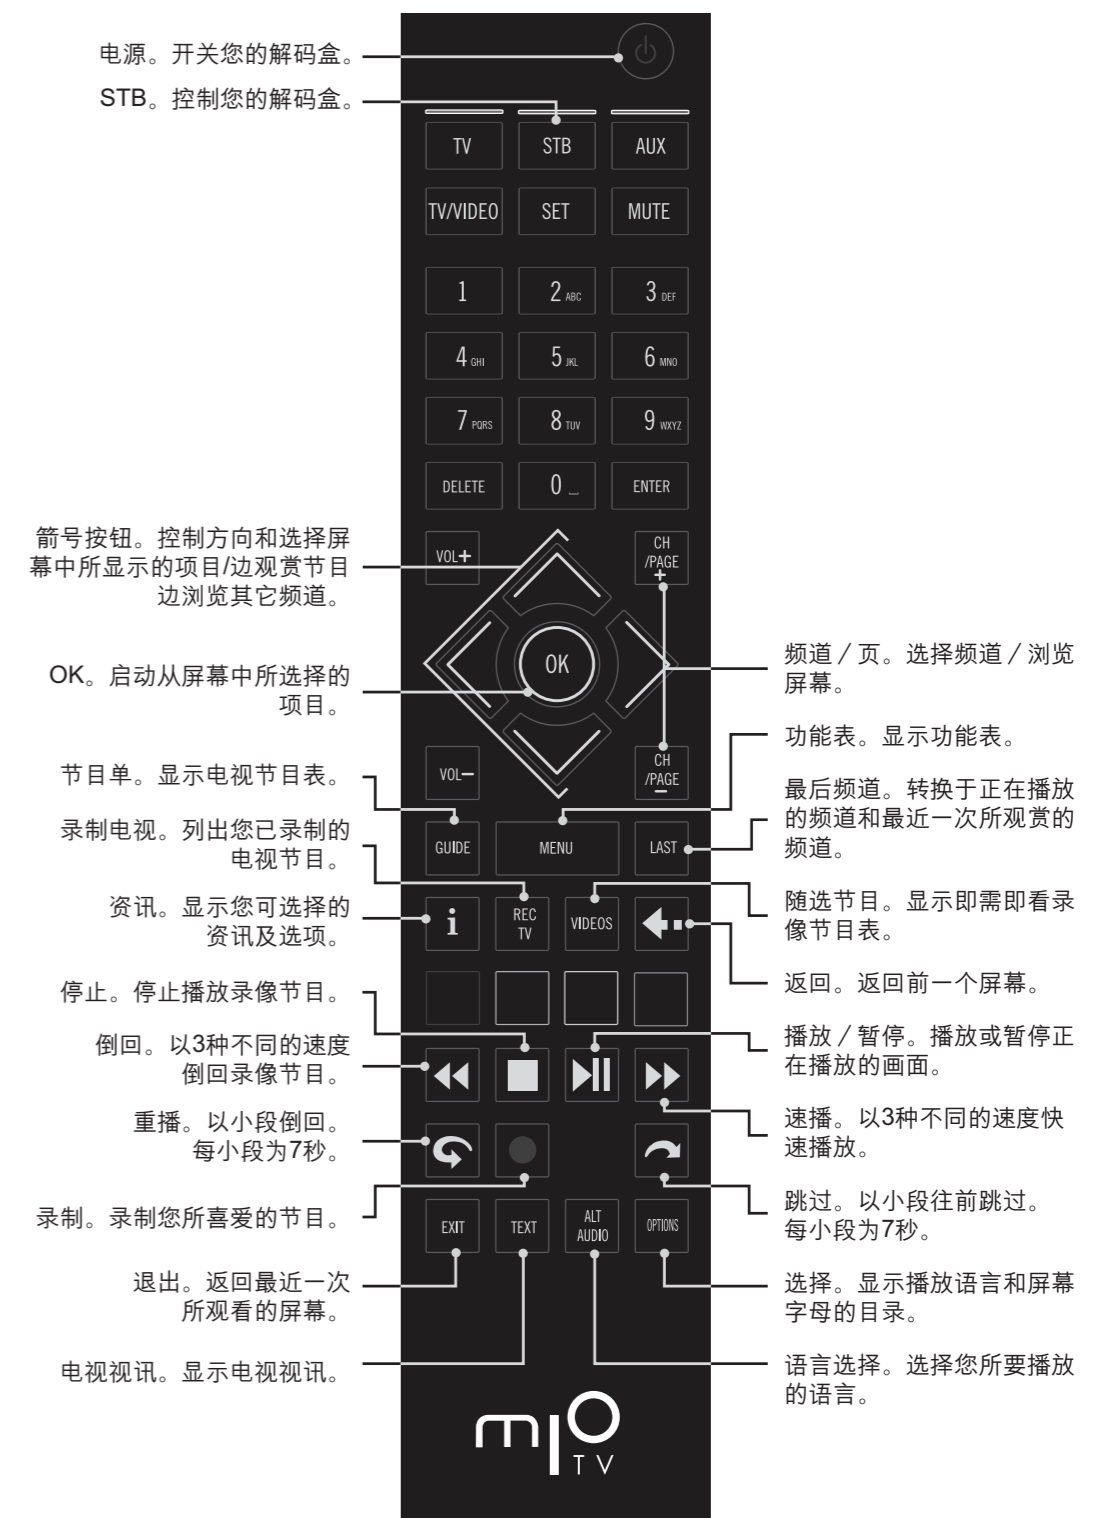 电源。开关您的解码盒。
STB。控制您的解码盒。
TV
STB
AUX
TV/VIDEO
SET
MUTE
1
2 ABC
3 DEF
4 GHI
5 JKL
6 MNO
7 PQRS
8 TUV
9 WXYZ
DELETE
0
ENTER
箭号按钮。控制方向和选择屏
幕中所显示的项目/边观赏节目
边浏览其它频道。
VOL+
CH
/PAGE
+
OK
OK。启动从屏幕中所选择的
项目。
频道／页。选择频道／浏览
屏幕。
功能表。显示功能表。
VOL−
CH
/PAGE
−
节目单。显示电视节目表。
最后频道。转换于正在播放
的频道和最近一次所观赏的
频道。
录制电视。列出您已录制的
电视节目。
GUIDE
MENU
LAST
资讯。显示您可选择的
资讯及选项。
i
REC
TV
VIDEOS
随选节目。显示即需即看录
像节目表。
返回。返回前一个屏幕。
停止。停止播放录像节目。
倒回。以3种不同的速度
倒回录像节目。
播放／暂停。播放或暂停正
在播放的画面。
重播。以小段倒回。
每小段为7秒。
速播。以3种不同的速度快
速播放。
录制。录制您所喜爱的节目。
跳过。以小段往前跳过。
每小段为7秒。
EXIT
TEXT
ALT
AUDIO
OPTIONS
退出。返回最近一次
所观看的屏幕。
选择。显示播放语言和屏幕
字母的目录。
电视视讯。显示电视视讯。
语言选择。选择您所要播放
的语言。
mio
TV